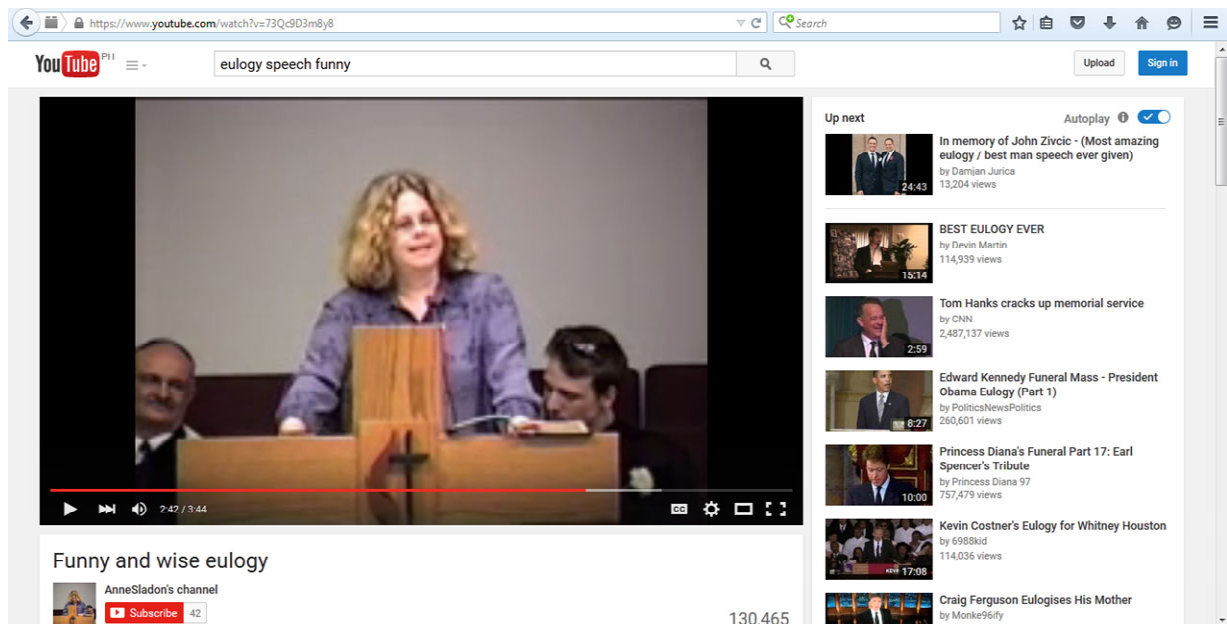 https://www.youtube.com/watch?v=73Qc9D3m8y8
Search
YouTube PH
eulogy speech funny
Upload
Sign in
Up next
Autoplay
In memory of John Zivcic - (Most amazing
eulogy / best man speech ever given)
by Damjan Jurica
13,204 views
24:43
BEST EULOGY EVER
by Devin Martin
114,939 views
15:14
Tom Hanks cracks up memorial service
by CNN
2,487,137 views
2:59
Edward Kennedy Funeral Mass - President
Obama Eulogy (Part 1)
by PoliticsNewsPolitics
260,601 views
8:27
Princess Diana's Funeral Part 17: Earl
Spencer's Tribute
by Princess Diana 97
757,479 views
10:00
Kevin Costner's Eulogy for Whitney Houston
by 6988kid
114,036 views
17:08
Craig Ferguson Eulogises His Mother
by Monke96ify
2:42 / 3:44
CC
Funny and wise eulogy
AnneSladon's channel
Subscribe 42
130,465